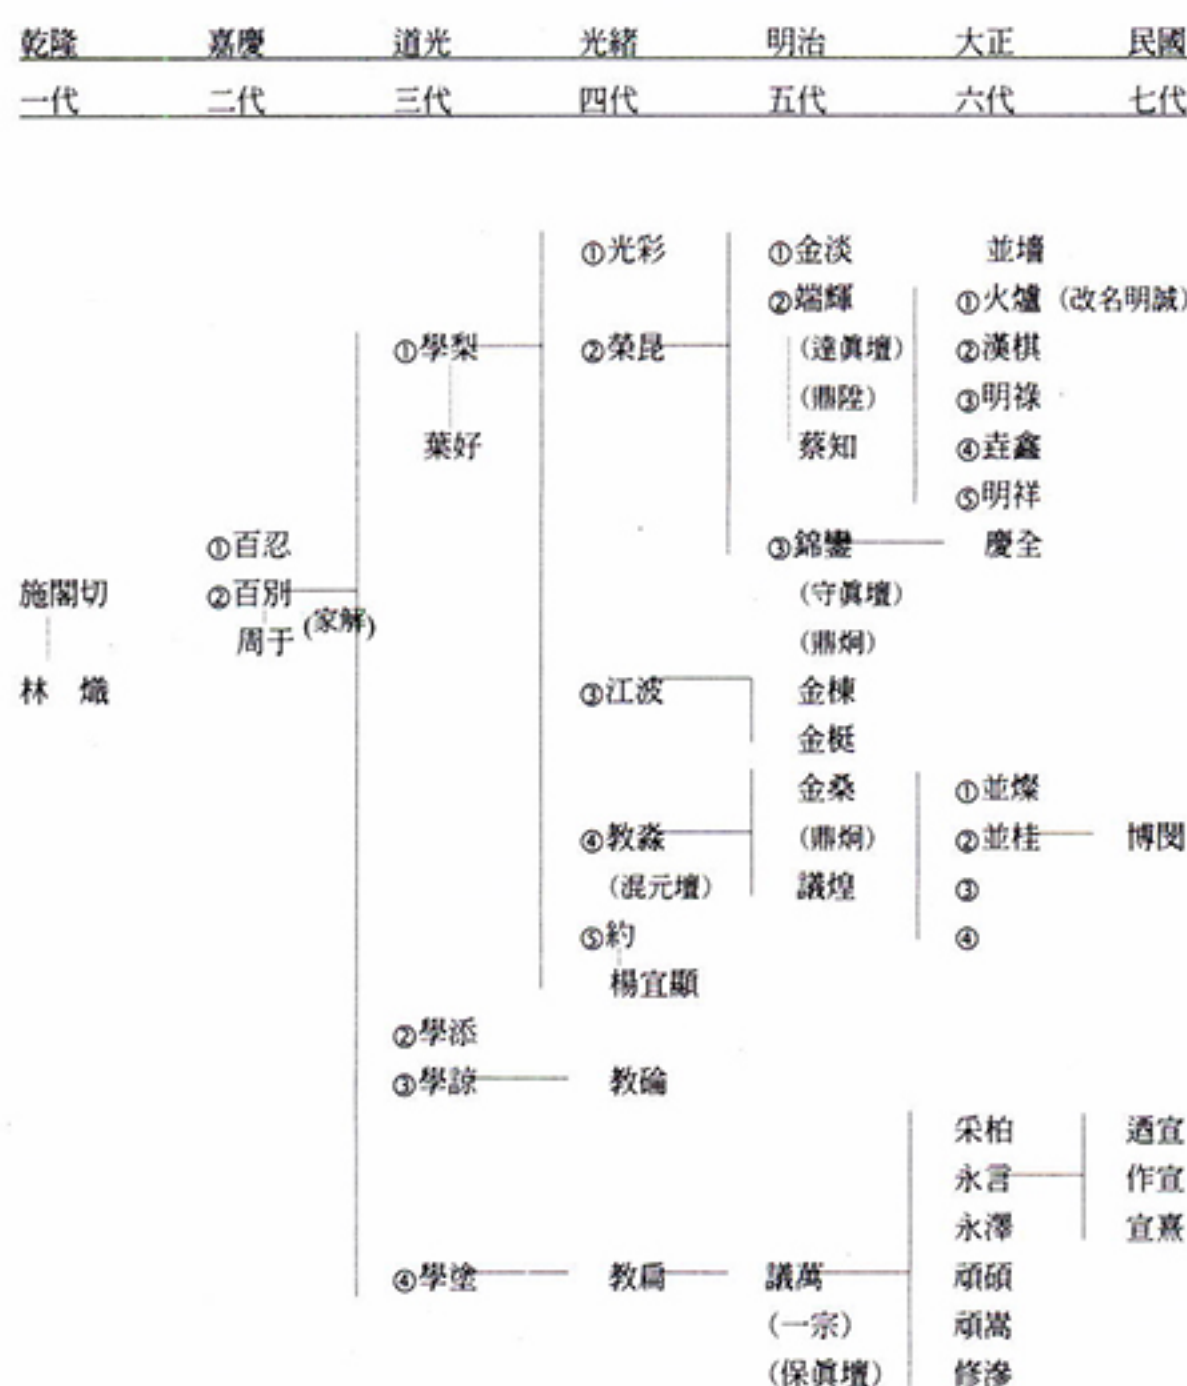 乾隆 嘉慶 道光 光緒 明治 大正 民國
一代 二代 三代 四代 五代 六代 七代
①光彩 ①金淡 並墻
②端輝 ①火爐 (改名明誠)
①學梨 ②榮昆 (達眞壇) ②漢棋
(鼎陞) ③明祿
葉好 蔡知 ④垚鑫
⑤明祥
①百忍 ③錦鑾 慶全
施閣切 ②百別 (守眞壇)
周于 (家解) (鼎炯)
林 熾 ③江波 金棟
金梃
金桑 ①並燦
④教淼 (鼎炯) ②並桂 博閔
(混元壇) 議煌 ③
⑤約 ④
楊宜顯
②學添
③學諒 教磮
采柏 迺宣
永言 作宣
永澤 宣熹
④學塗 教扁 議萬 頑碩
(一宗) 頑嵩
(保眞壇) 修滲